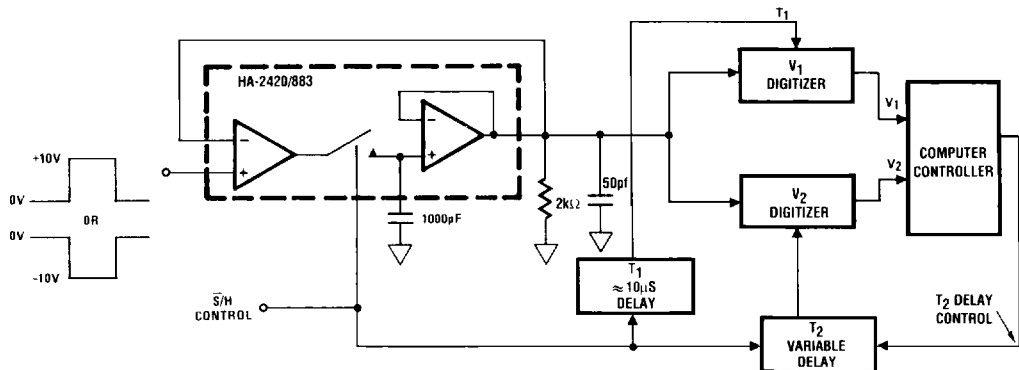 T1
HA-2420/883
V1
DIGITIZER
V1
COMPUTER
CONTROLLER
+10V
0V
OR
0V
-10V
-
+
-
+
1000pF
2kΩ
50pf
V2
DIGITIZER
V2
S̅/H
CONTROL
T1
≈10μS
DELAY
T2
VARIABLE
DELAY
T2 DELAY
CONTROL